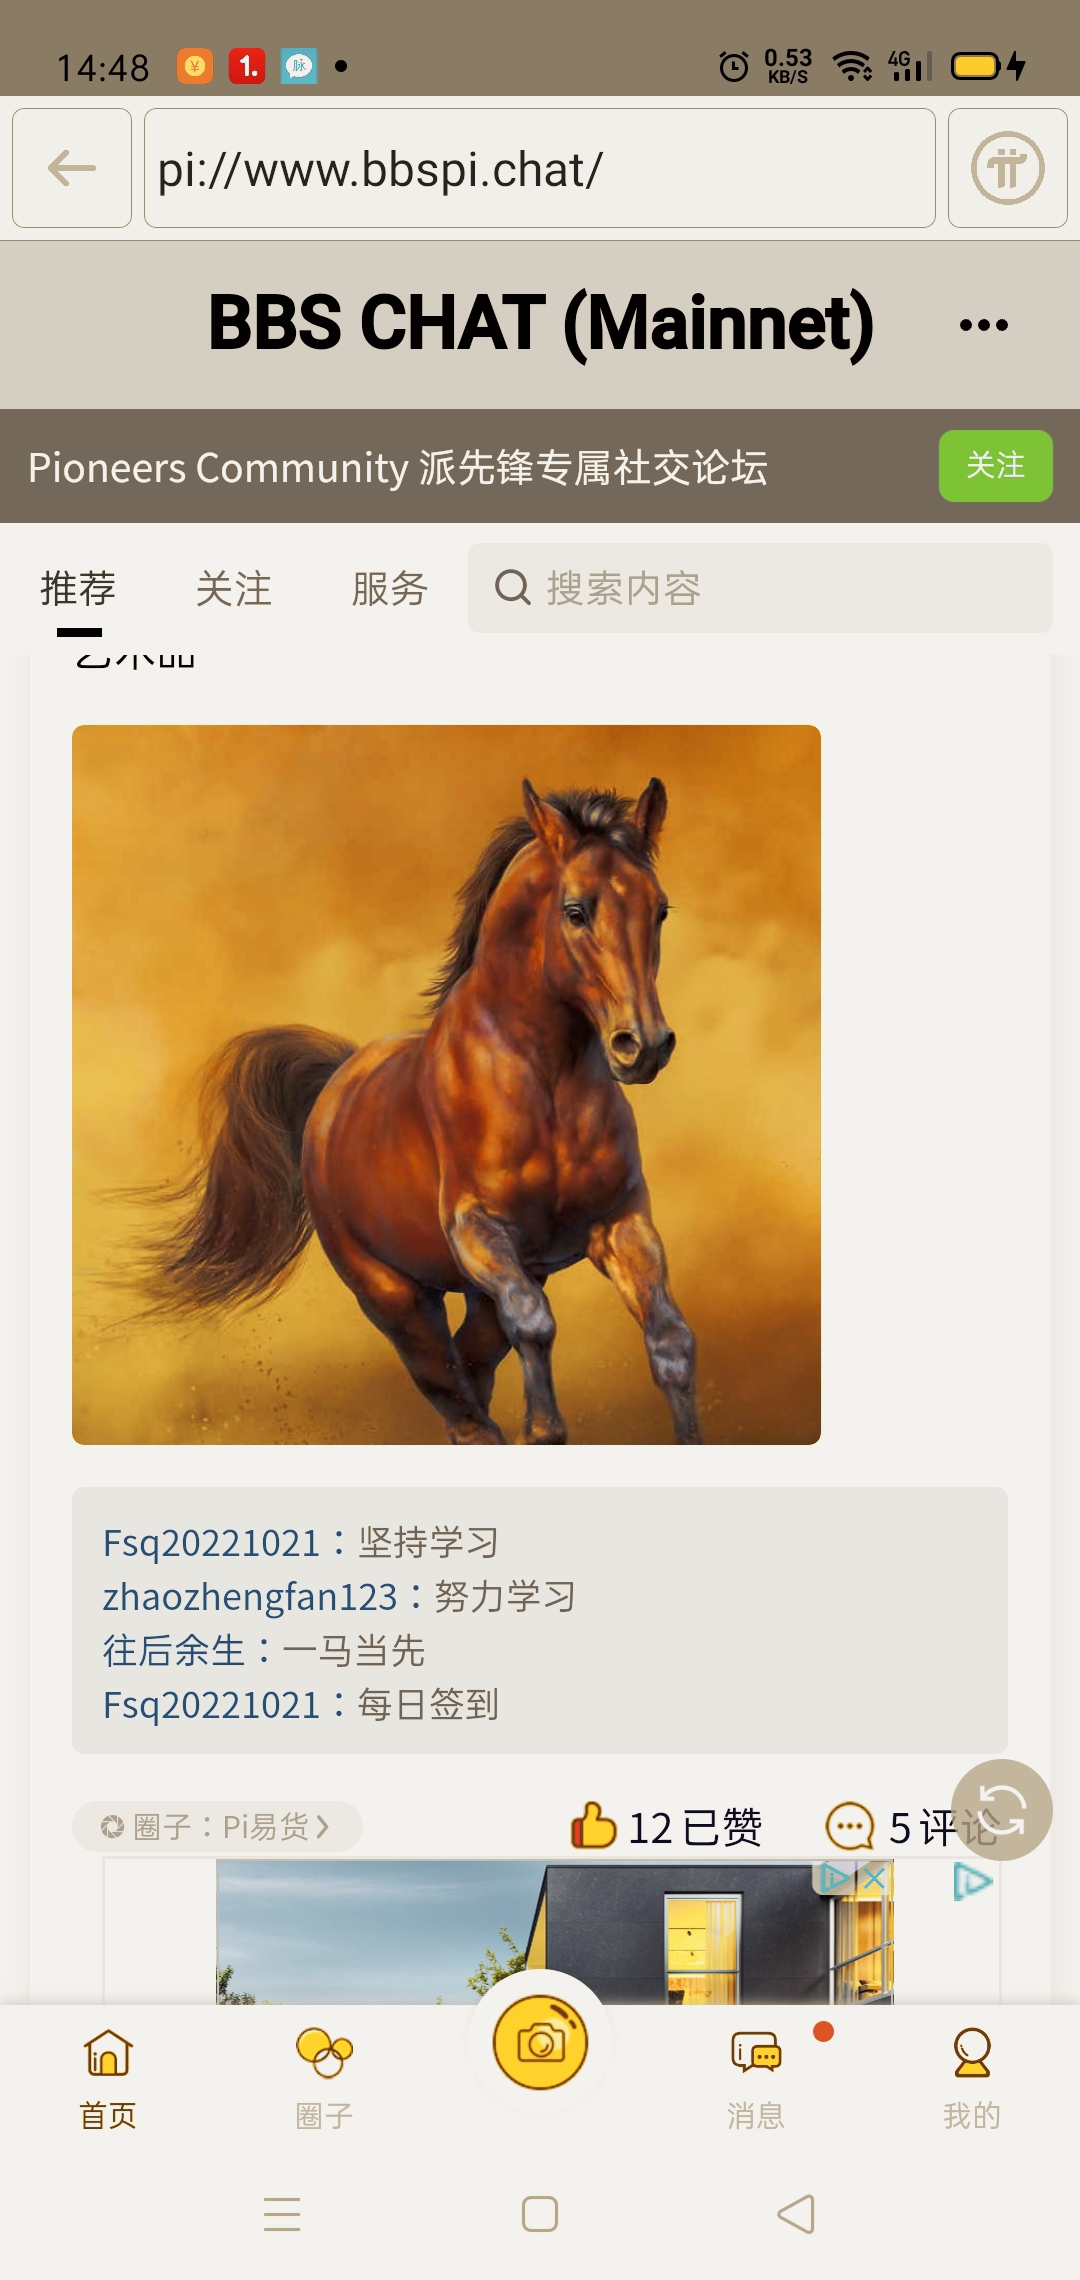 14:48
0.53
KB/S
4G
pi://www.bbspi.chat/
BBS CHAT (Mainnet)
Pioneers Community 派先锋专属社交论坛
关注
推荐
关注
服务
搜索内容
艺术品
Fsq20221021：坚持学习
zhaozhengfan123：努力学习
往后余生：一马当先
Fsq20221021：每日签到
圈子：Pi易货
12 已赞
5 评论
首页
圈子
消息
我的